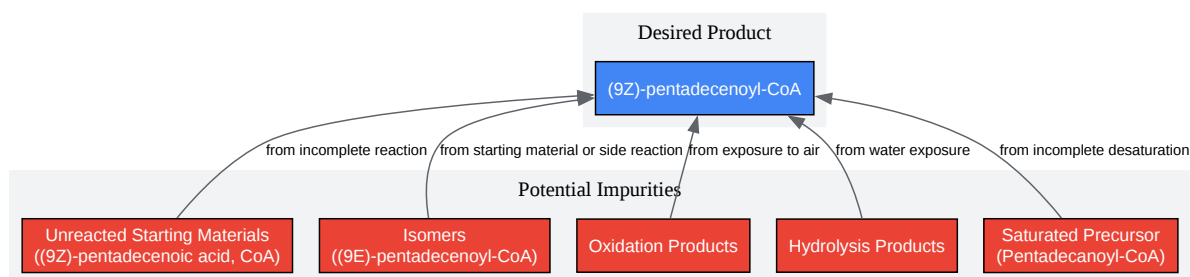 Desired Product
(9Z)-pentadecenoyl-CoA
from incomplete reaction
from starting material or side reaction
from exposure to air
from water exposure
from incomplete desaturation
Potential Impurities
Unreacted Starting Materials
((9Z)-pentadecenoic acid, CoA)
Isomers
((9E)-pentadecenoyl-CoA)
Oxidation Products
Hydrolysis Products
Saturated Precursor
(Pentadecanoyl-CoA)